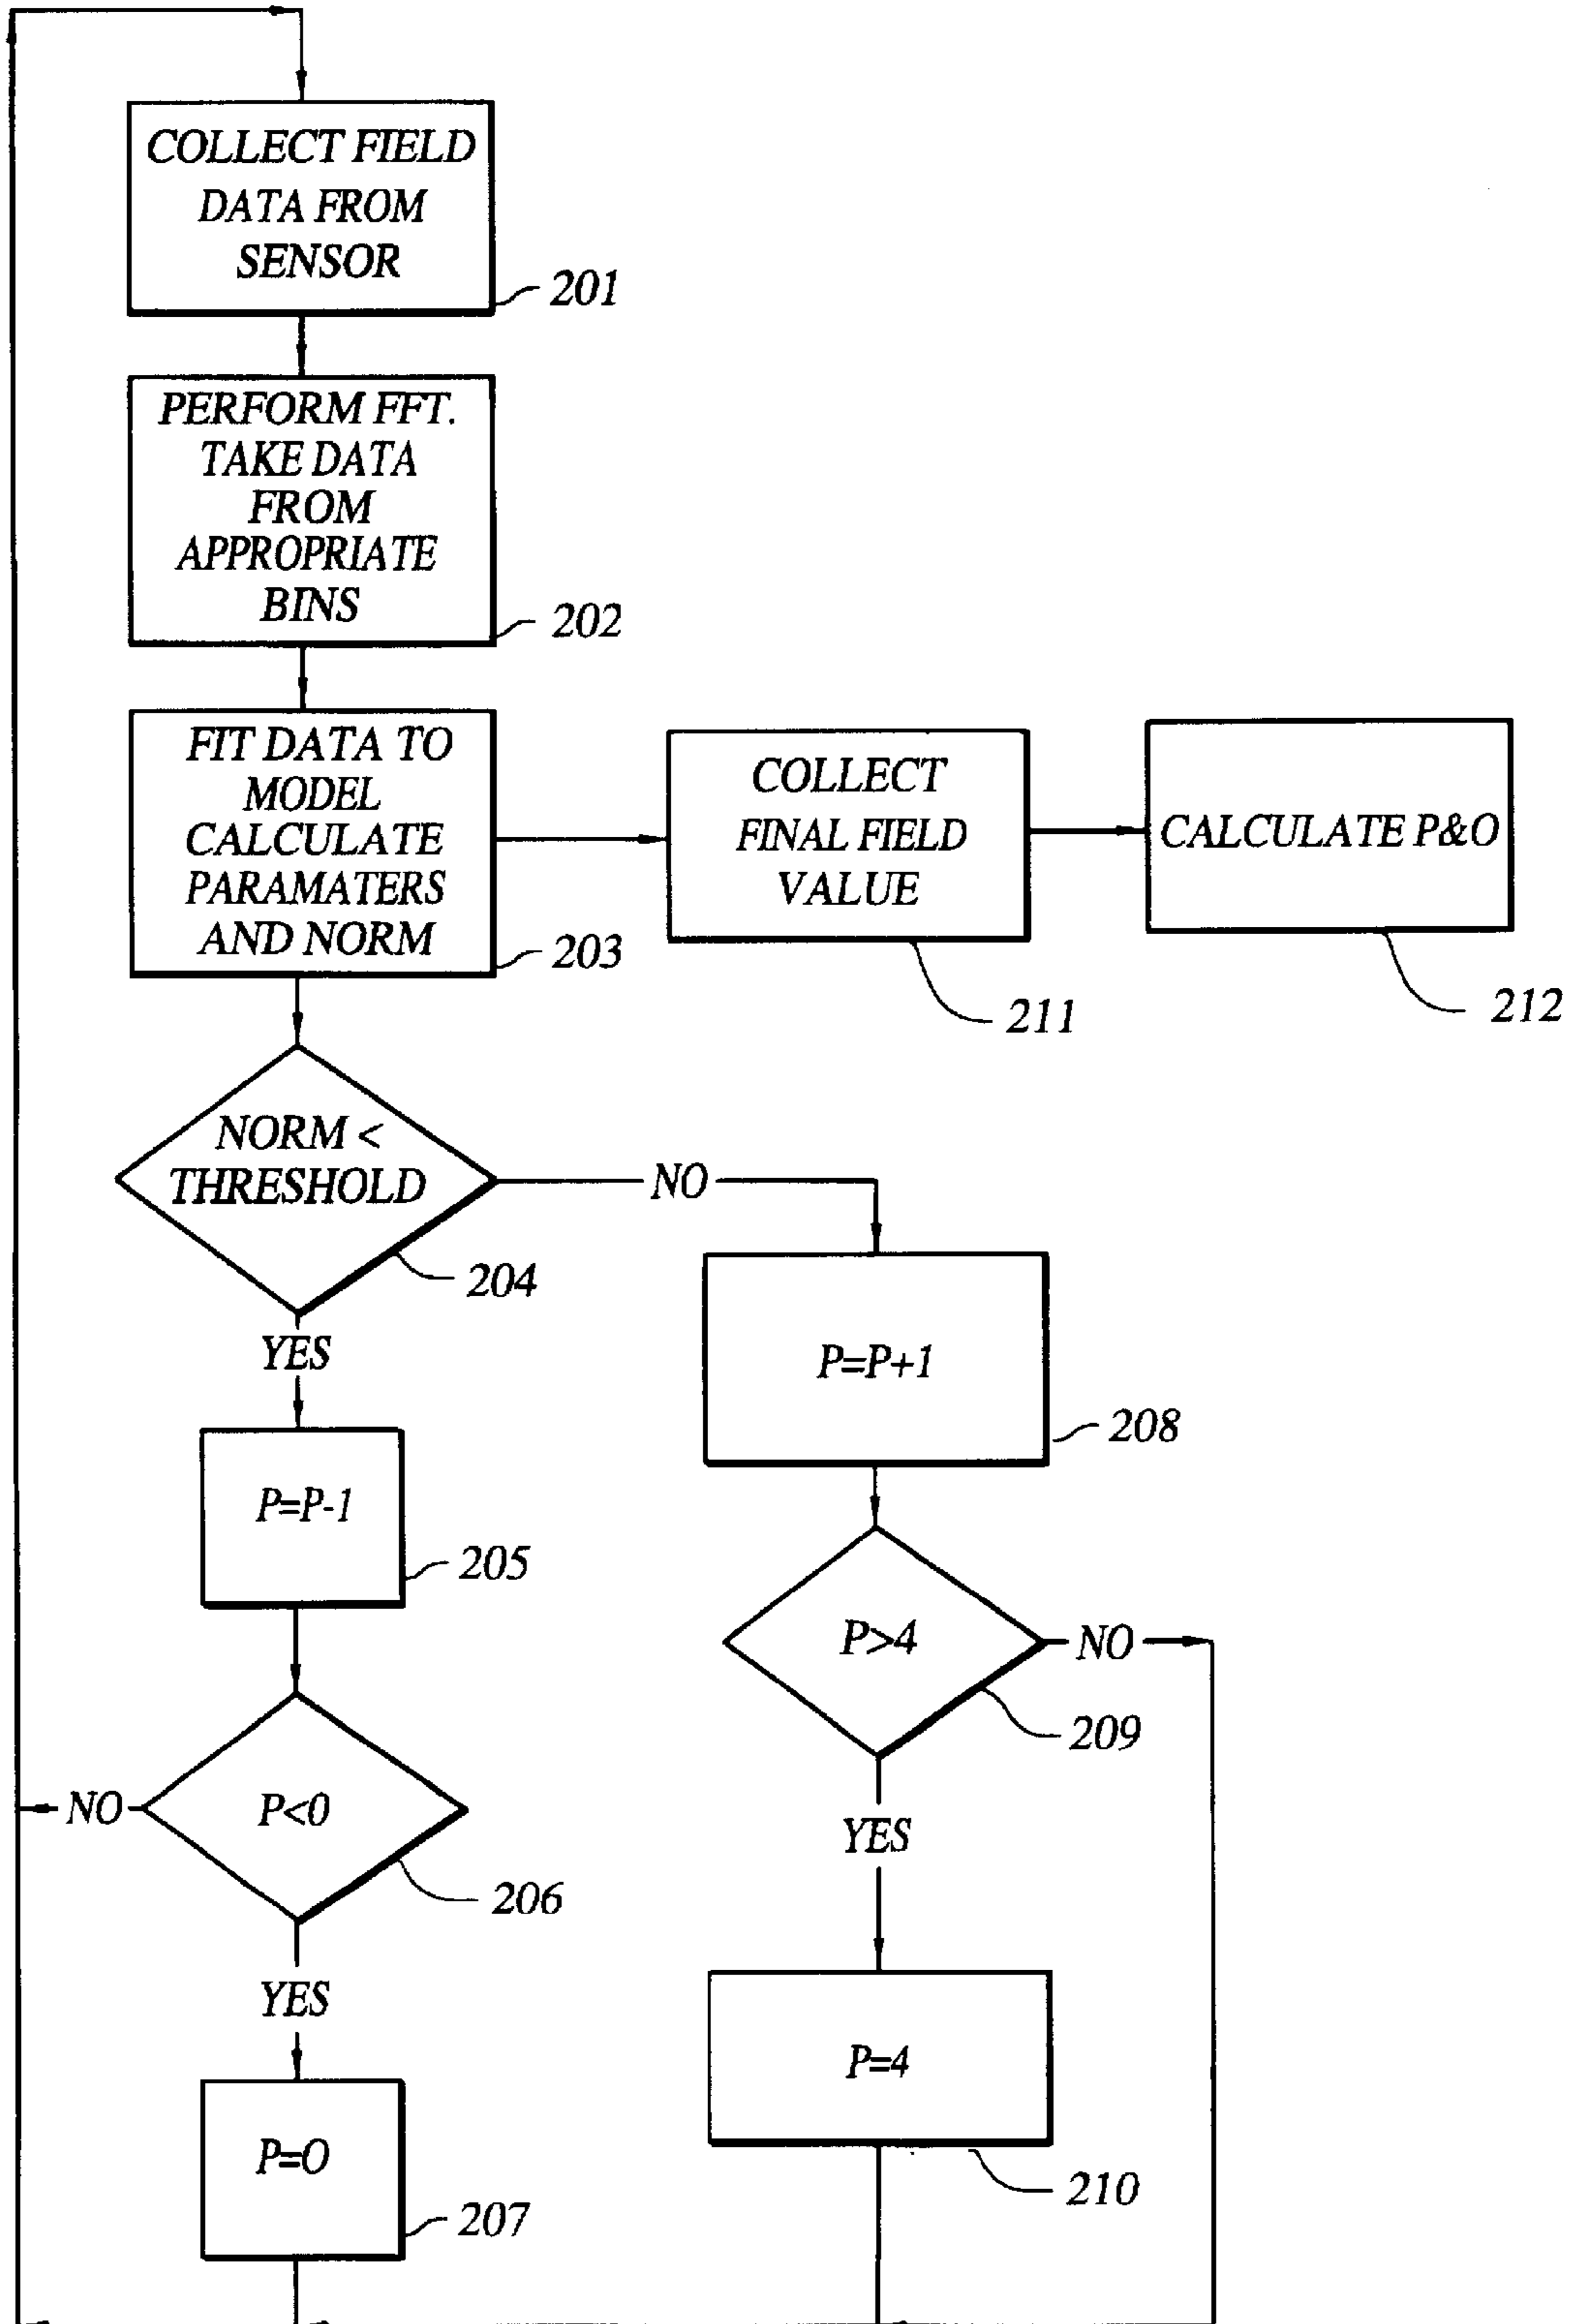 COLLECT FIELD
DATA FROM
SENSOR
201
PERFORM FFT.
TAKE DATA
FROM
APPROPRIATE
BINS
202
FIT DATA TO
MODEL
CALCULATE
PARAMATERS
AND NORM
203
COLLECT
FINAL FIELD
VALUE
211
CALCULATE P&O
212
NORM <
THRESHOLD
204
NO
YES
P=P-1
205
P=P+1
208
P>4
NO
209
YES
P<0
NO
206
YES
P=4
210
P=O
207